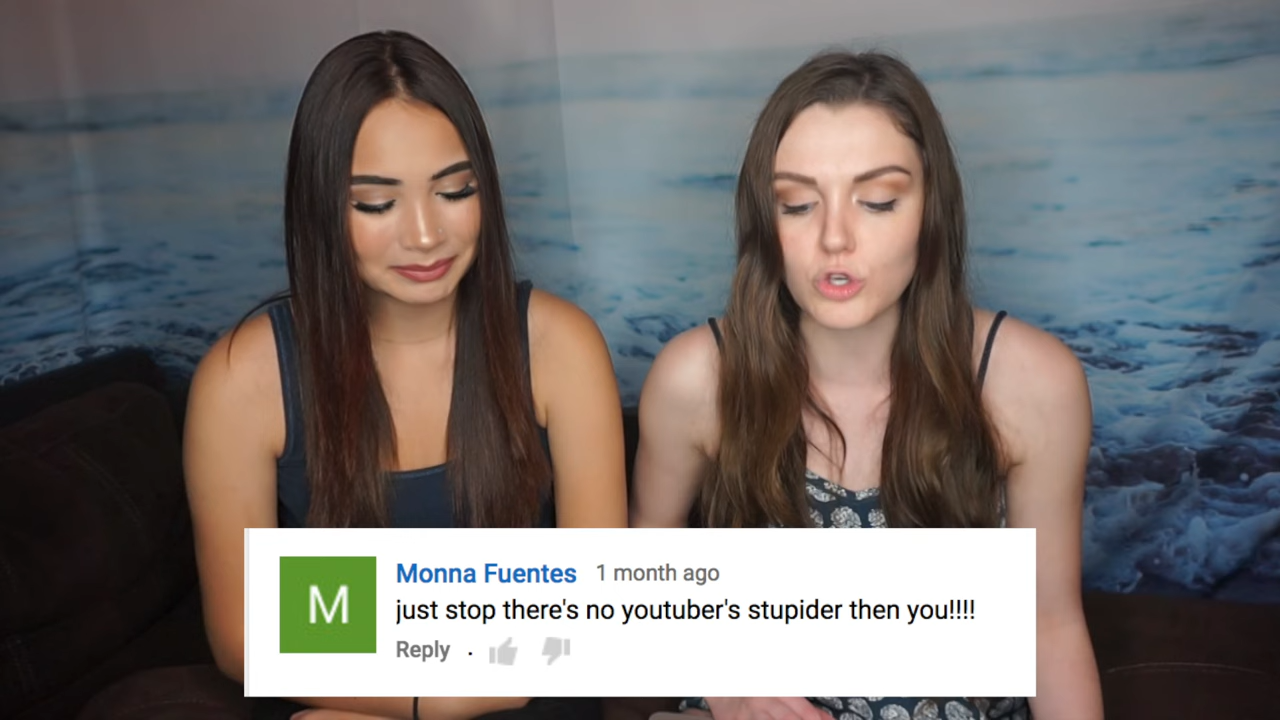 M
Monna Fuentes 1 month ago
just stop there's no youtuber's stupider then you!!!!
Reply .